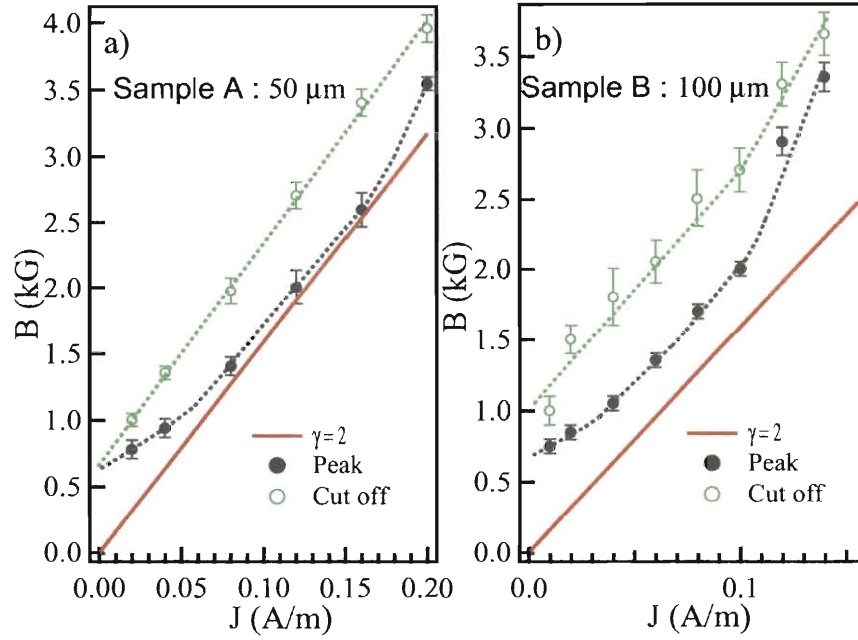 a)
Sample A : 50 µm
4.0
3.5
3.0
2.5
2.0
1.5
1.0
0.5
0.0
B (kG)
γ=2
Peak
Cut off
0.00
0.05
0.10
0.15
0.20
J (A/m)
b)
Sample B : 100 µm
3.5
3.0
2.5
2.0
1.5
1.0
0.5
0.0
B (kG)
γ=2
Peak
Cut off
0.0
0.1
J (A/m)